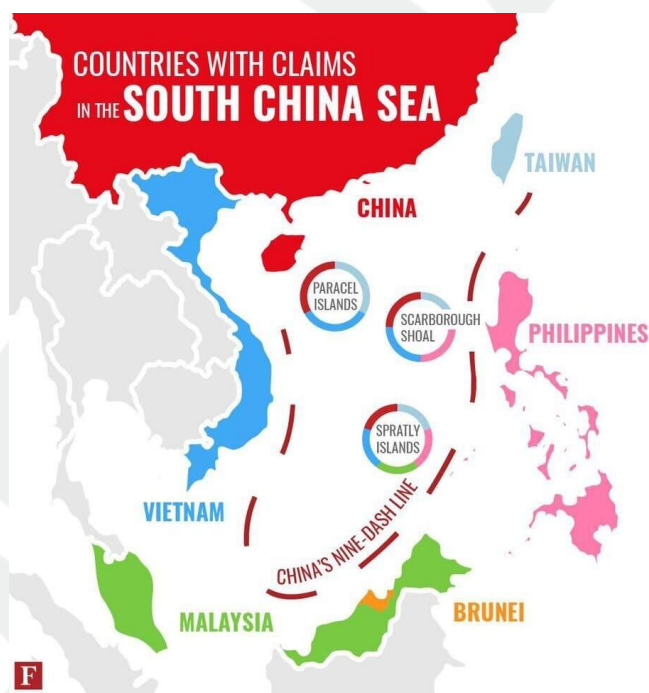 COUNTRIES WITH CLAIMS
IN THE SOUTH CHINA SEA
TAIWAN
CHINA
PARACEL
ISLANDS
SCARBOROUGH
SHOAL
PHILIPPINES
SPRATLY
ISLANDS
VIETNAM
CHINA'S NINE-DASH LINE
MALAYSIA
BRUNEI
F